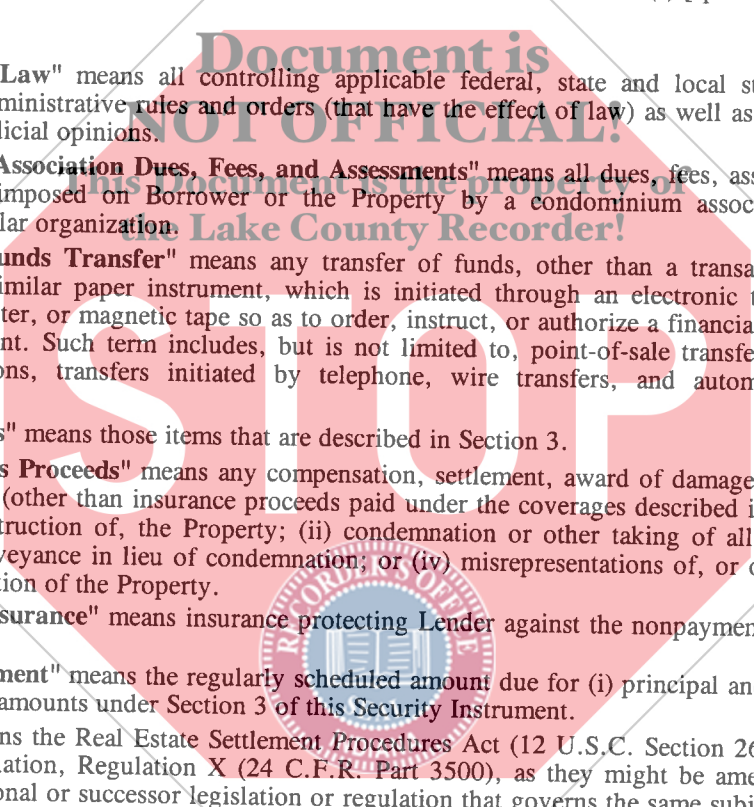 Law" means all controlling applicable federal, state and local st
ministrative rules and orders (that have the effect of law) as well as
licial opinions.
Association Dues, Fees, and Assessments" means all dues, fees, ass
imposed on Borrower or the Property by a condominium assoc
lar organization.
unds Transfer" means any transfer of funds, other than a transa
imilar paper instrument, which is initiated through an electronic t
ter, or magnetic tape so as to order, instruct, or authorize a financia
nt. Such term includes, but is not limited to, point-of-sale transfe
ons, transfers initiated by telephone, wire transfers, and autom
s" means those items that are described in Section 3.
s Proceeds" means any compensation, settlement, award of damage
(other than insurance proceeds paid under the coverages described i
truction of, the Property; (ii) condemnation or other taking of all
veyance in lieu of condemnation; or (iv) misrepresentations of, or
tion of the Property.
surance" means insurance protecting Lender against the nonpaymen
ment" means the regularly scheduled amount due for (i) principal an
amounts under Section 3 of this Security Instrument.
ns the Real Estate Settlement Procedures Act (12 U.S.C. Section 26
lation, Regulation X (24 C.F.R. Part 3500), as they might be ame
onal or successor legislation or regulation that governs the same sub
Document is
NOT OFFICIAL!
This Document is the property of
the Lake County Recorder!
STOP
RECORDER'S OFFICE